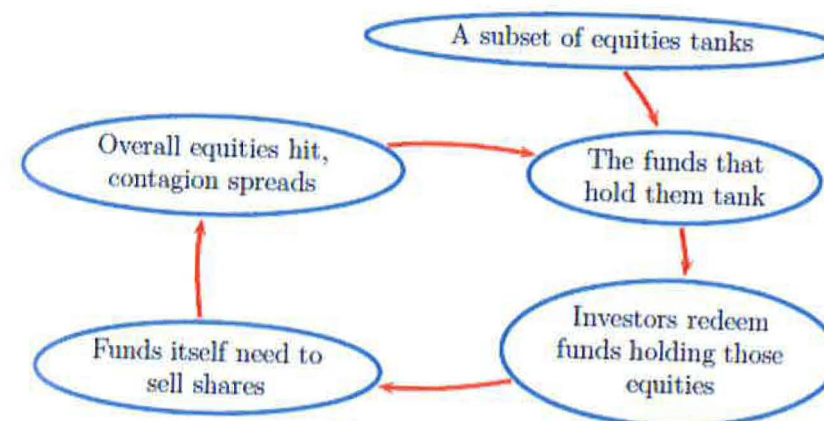 A subset of equities tanks
Overall equities hit,
contagion spreads
The funds that
hold them tank
Funds itself need to
sell shares
Investors redeem
funds holding those
equities